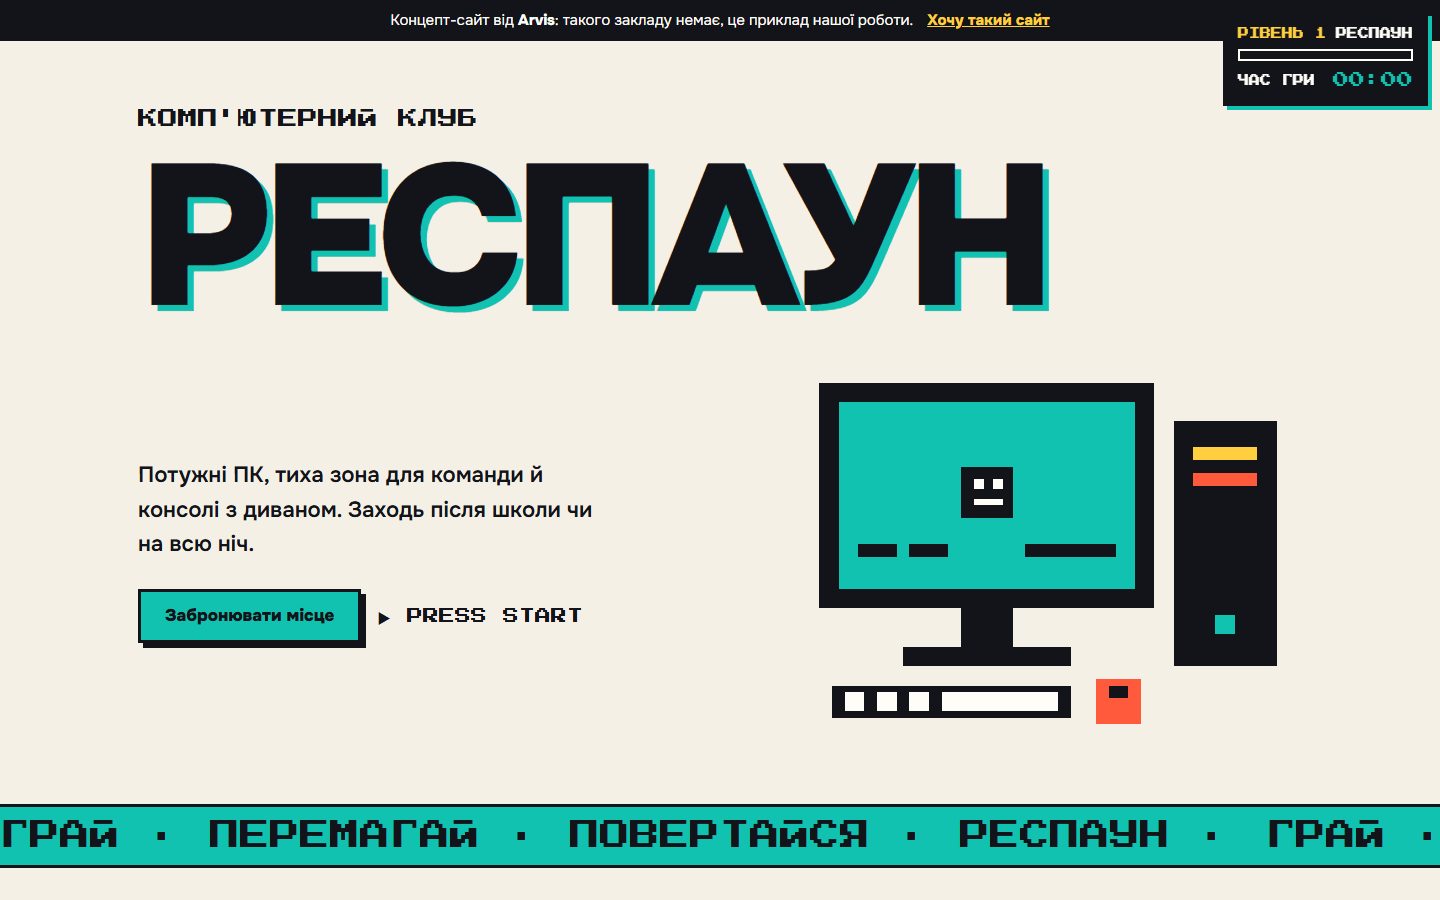 Концепт-сайт від Arvis: такого закладу немає, це приклад нашої роботи. Хочу такий сайт
РІВЕНЬ 1 РЕСПАУН
ЧАС ГРИ 00:00
КОМП'ЮТЕРНИЙ КЛУБ
РЕСПАУН
Потужні ПК, тиха зона для команди й
консолі з диваном. Заходь після школи чи
на всю ніч.
Забронювати місце
▶ PRESS START
ГРАЙ · ПЕРЕМАГАЙ · ПОВЕРТАЙСЯ · РЕСПАУН · ГРАЙ ·